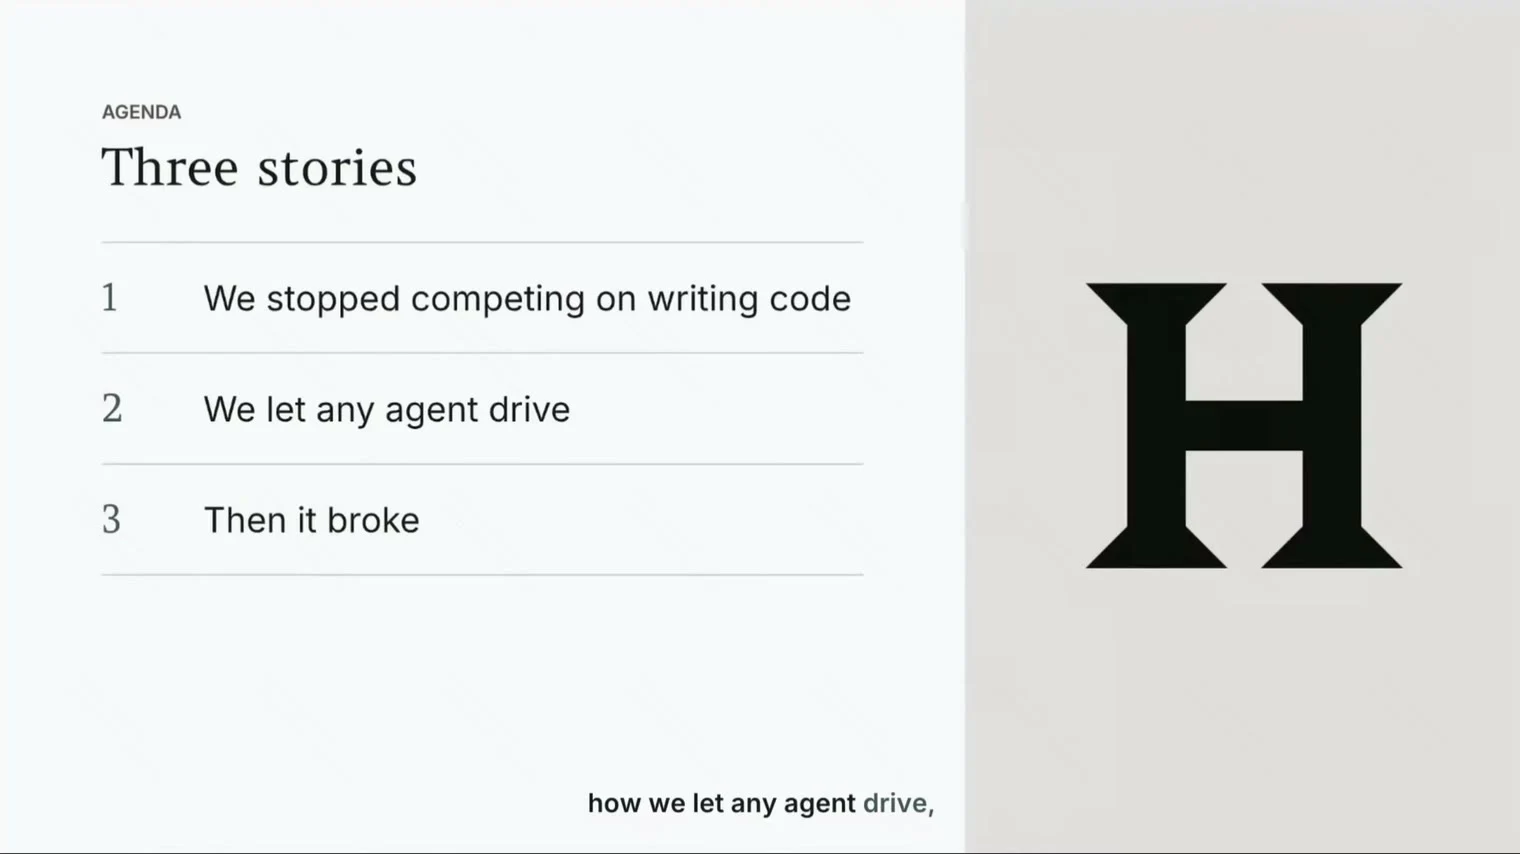 AGENDA
Three stories
1 We stopped competing on writing code
2 We let any agent drive
3 Then it broke
how we let any agent drive,
H